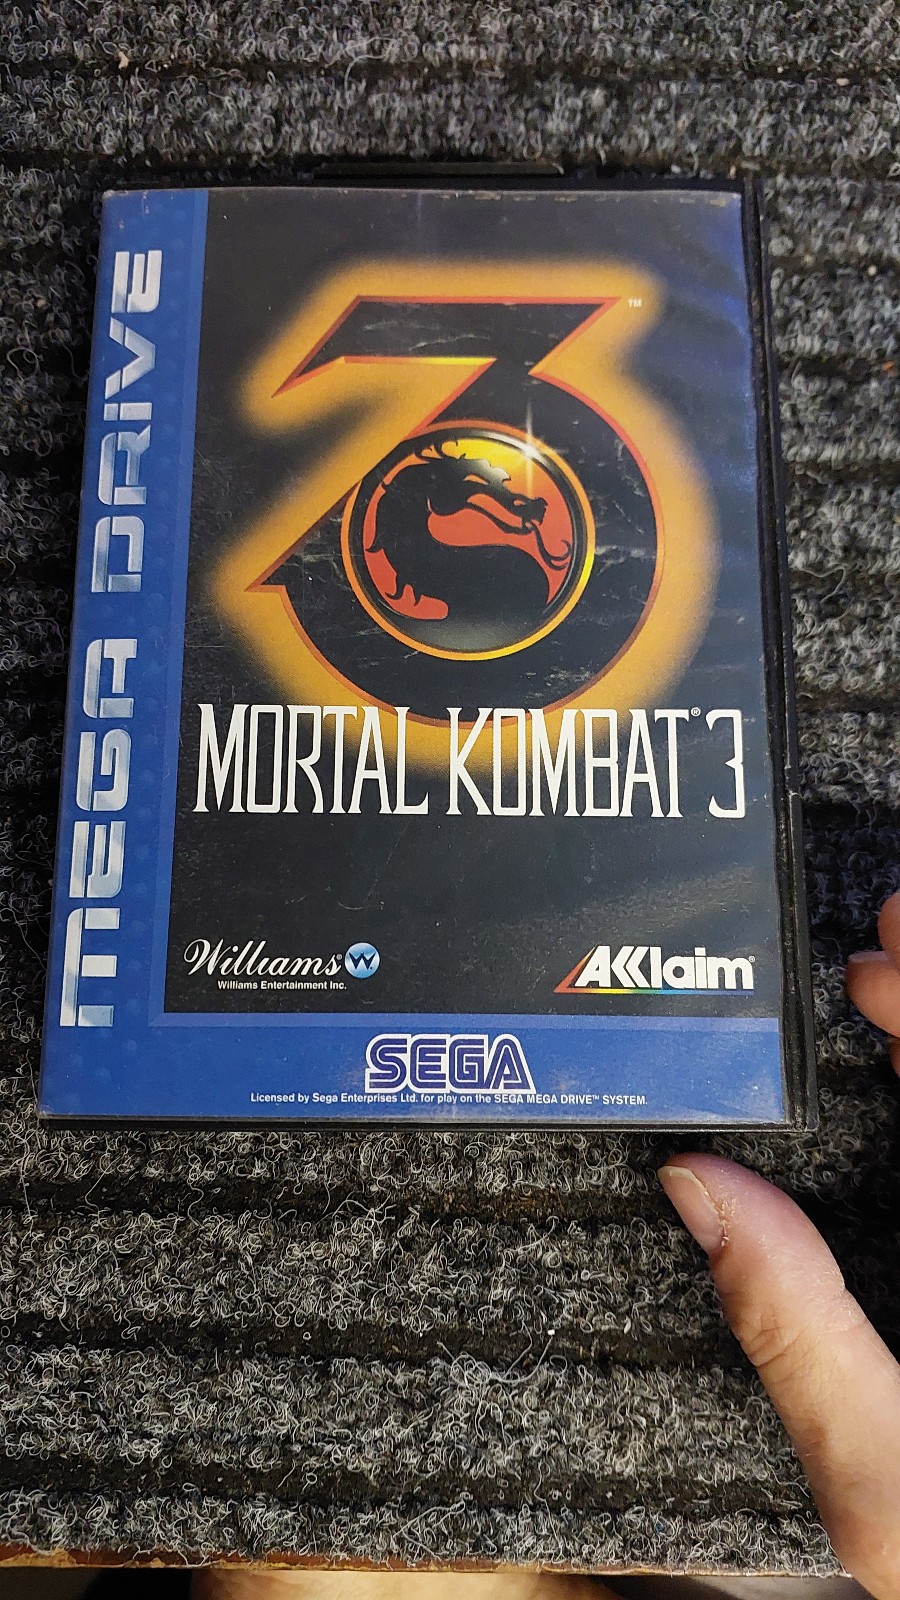 MEGA DRIVE
TM
MORTAL KOMBAT® 3
Williams®
W
Williams Entertainment Inc.
AKKlaim®
SEGA
Licensed by Sega Enterprises Ltd. for play on the SEGA MEGA DRIVE™ SYSTEM.